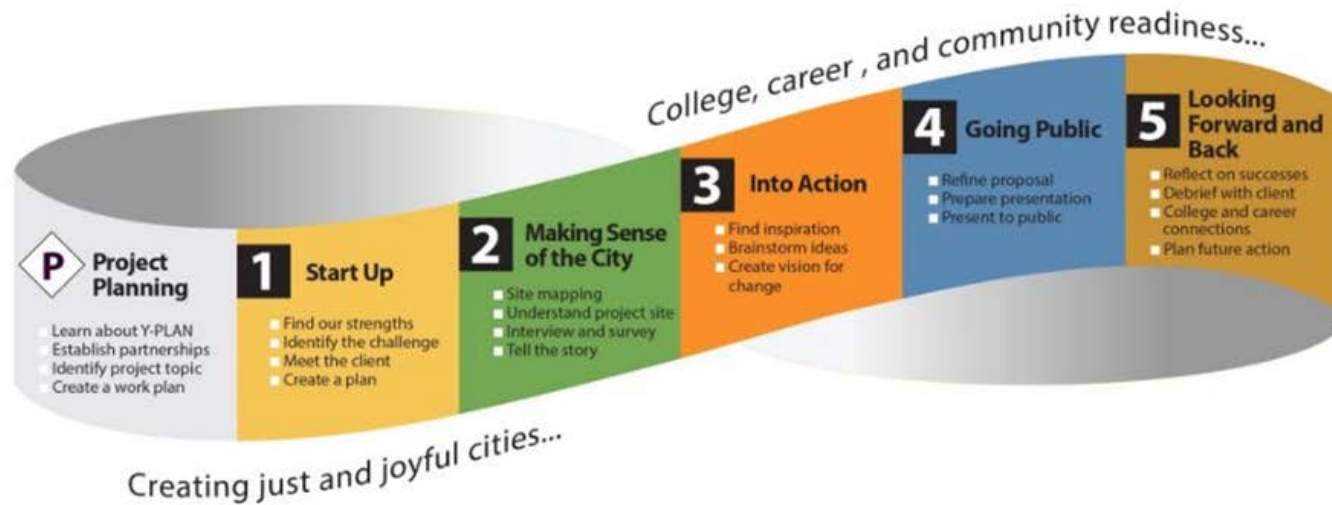 College, career , and community readiness...
P Project
Planning
Learn about Y-PLAN
Establish partnerships
Identify project topic
Create a work plan
1 Start Up
Find our strengths
Identify the challenge
Meet the client
Create a plan
2 Making Sense
of the City
Site mapping
Understand project site
Interview and survey
Tell the story
3 Into Action
Find inspiration
Brainstorm Ideas
Create vision for
change
4 Going Public
Refine proposal
Prepare presentation
Present to public
5 Looking
Forward and
Back
Reflect on successes
Debrief with client
College and career
connections
Plan future action
Creating just and joyful cities...